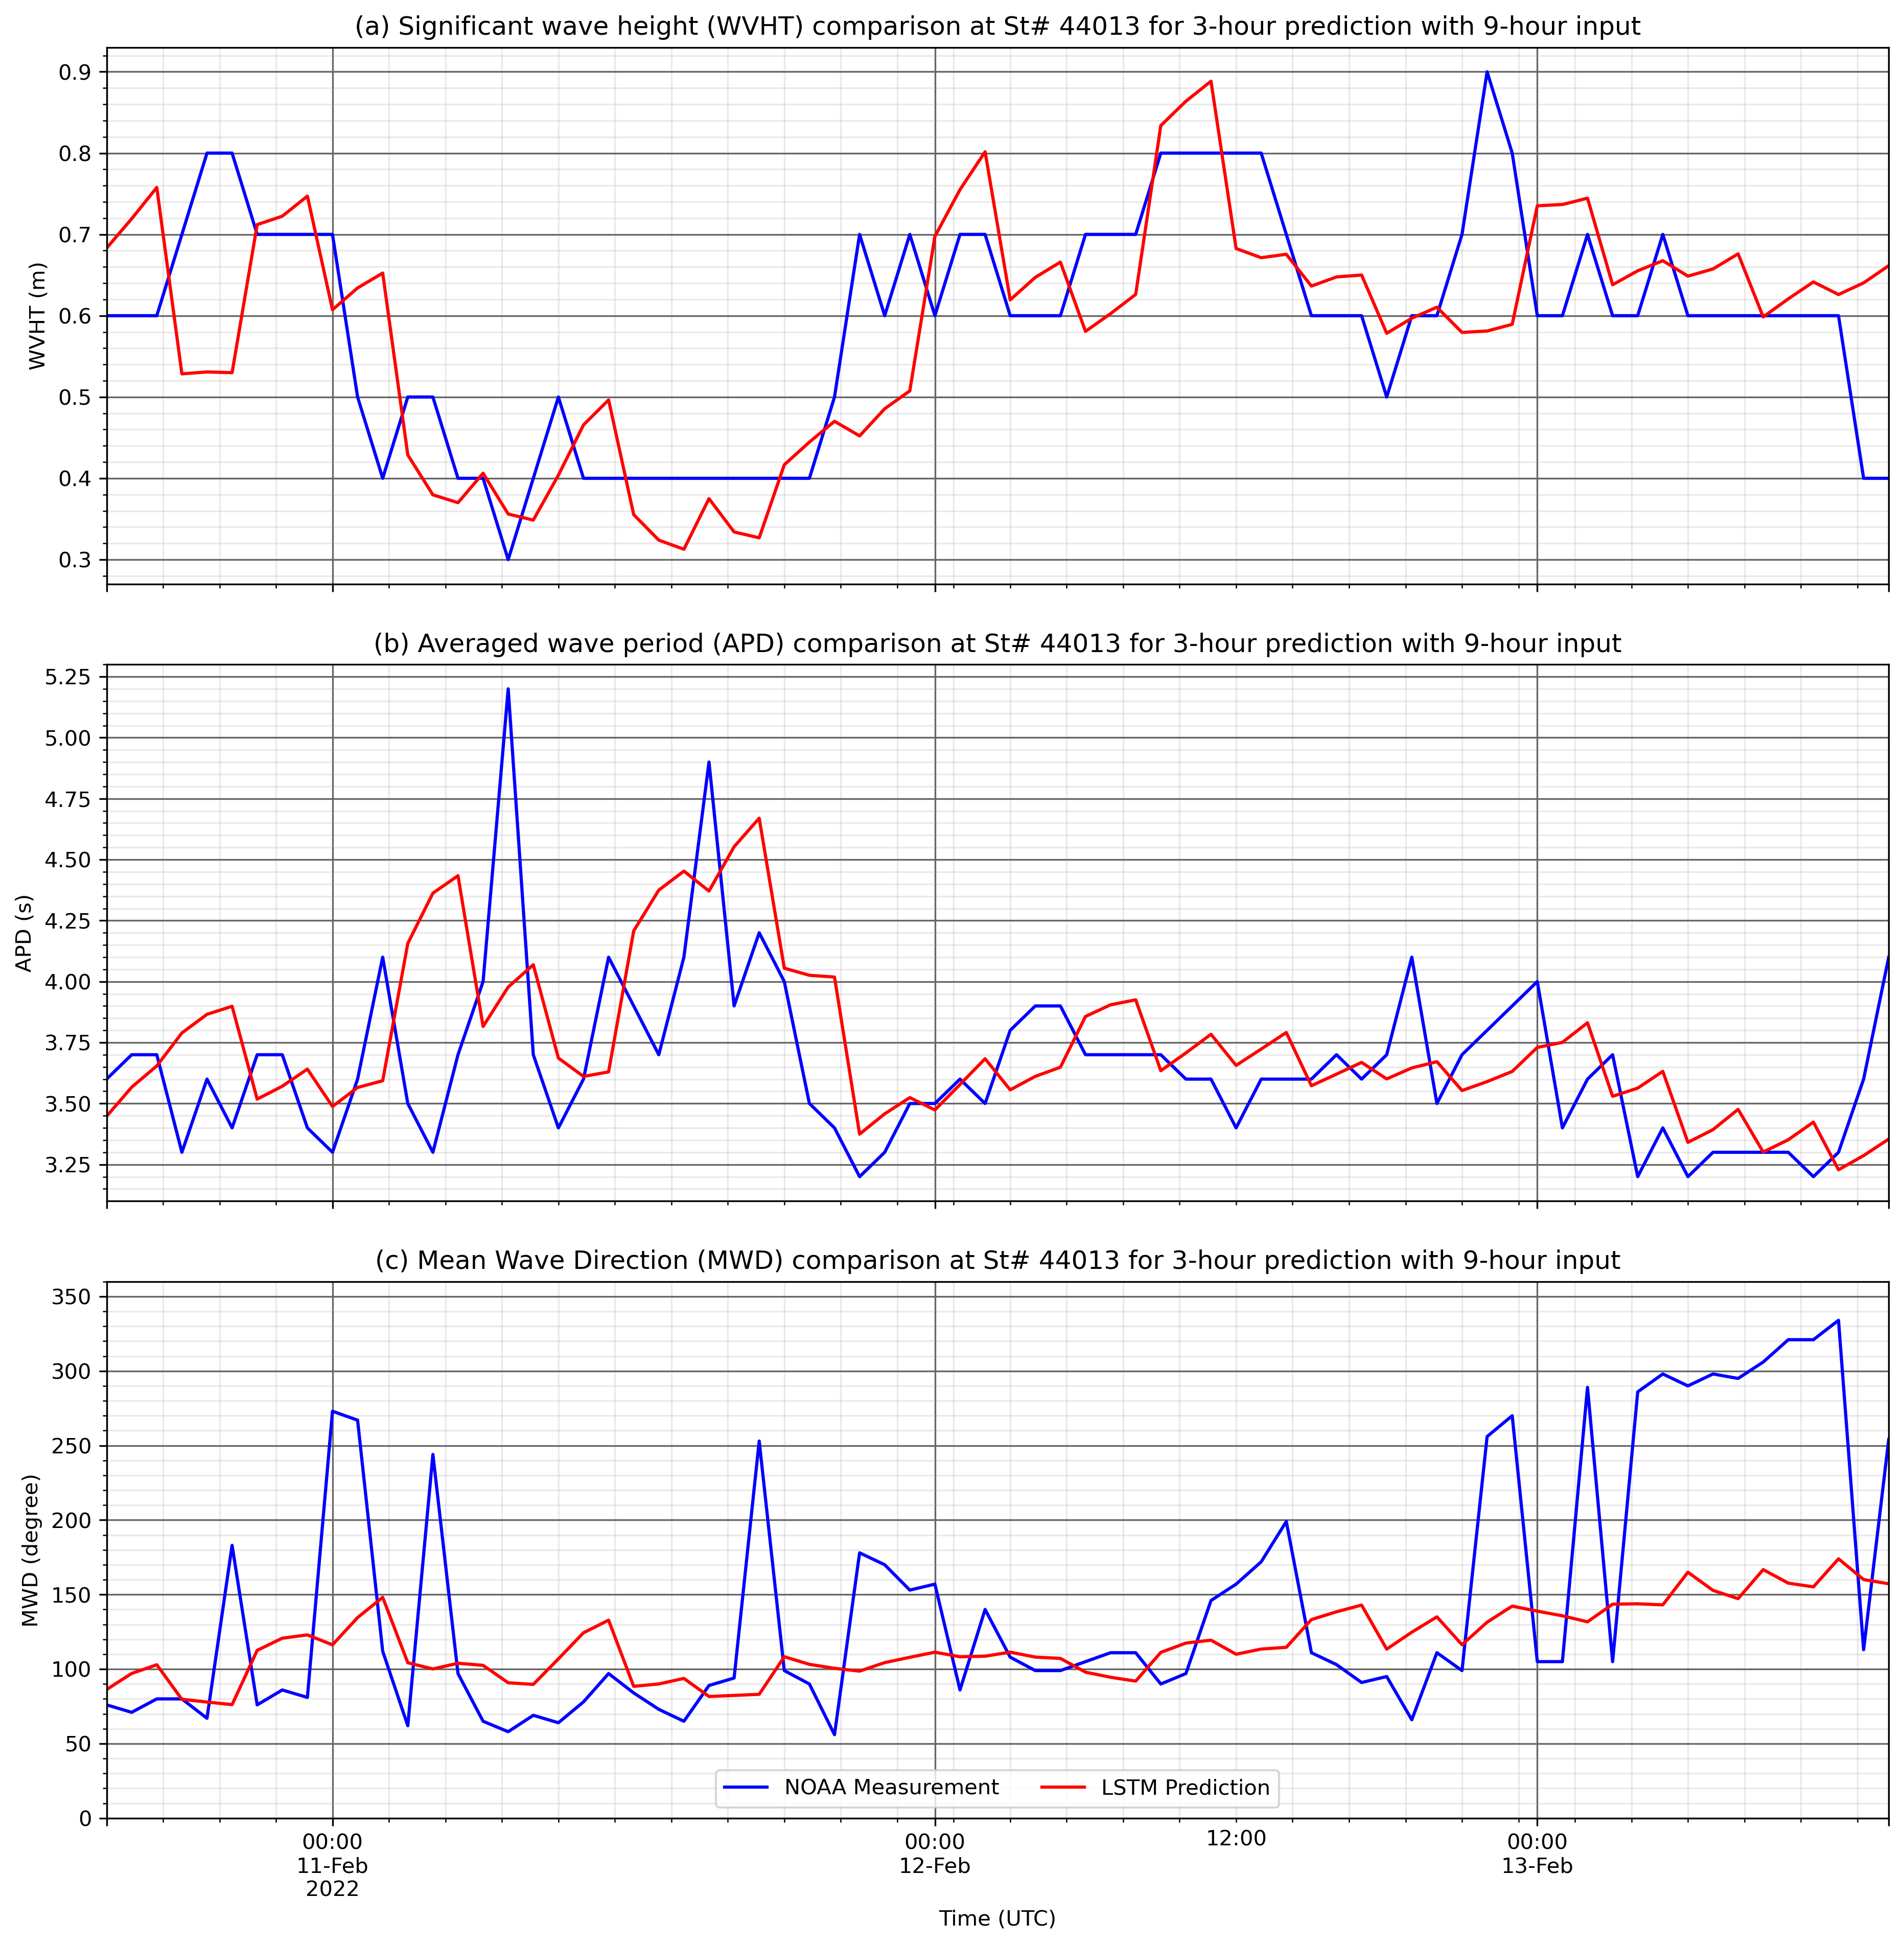 (a) Significant wave height (WVHT) comparison at St# 44013 for 3-hour prediction with 9-hour input
0.9
0.8
0.7
0.6
0.5
0.4
0.3
WVHT (m)
(b) Averaged wave period (APD) comparison at St# 44013 for 3-hour prediction with 9-hour input
5.25
5.00
4.75
4.50
4.25
4.00
3.75
3.50
3.25
APD (s)
(c) Mean Wave Direction (MWD) comparison at St# 44013 for 3-hour prediction with 9-hour input
350
300
250
200
150
100
50
0
MWD (degree)
NOAA Measurement LSTM Prediction
00:00 00:00 12:00 00:00
11-Feb 12-Feb 13-Feb
2022
Time (UTC)